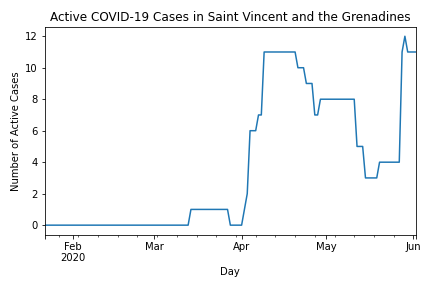 Active COVID-19 Cases in Saint Vincent and the Grenadines
Number of Active Cases
12
10
8
6
4
2
0
Feb
2020
Mar
Apr
May
Jun
Day